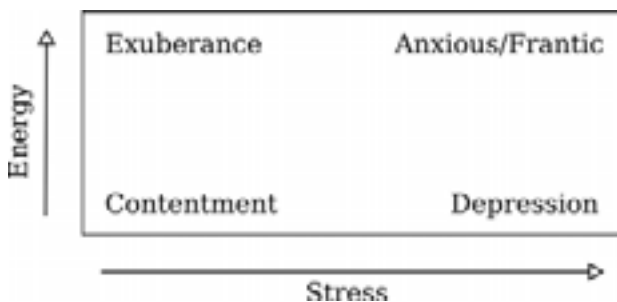 Exuberance Anxious/Frantic
Energy
Contentment Depression
Stress